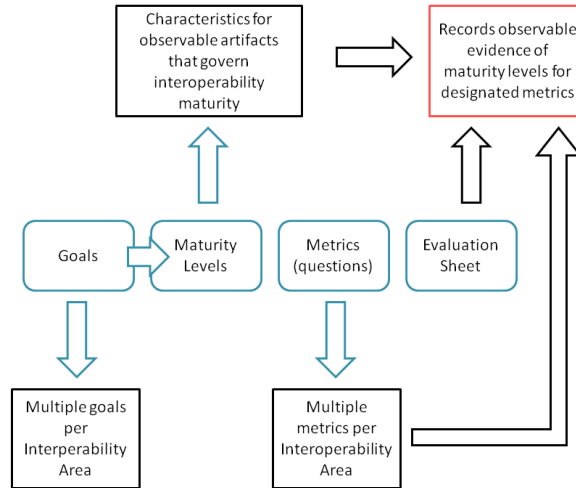 Characteristics for
observable artifacts
that govern
interoperability
maturity
Records observable
evidence of
maturity levels for
designated metrics
Goals
Maturity
Levels
Metrics
(questions)
Evaluation
Sheet
Multiple goals
per
Interperability
Area
Multiple
metrics per
Interoperability
Area